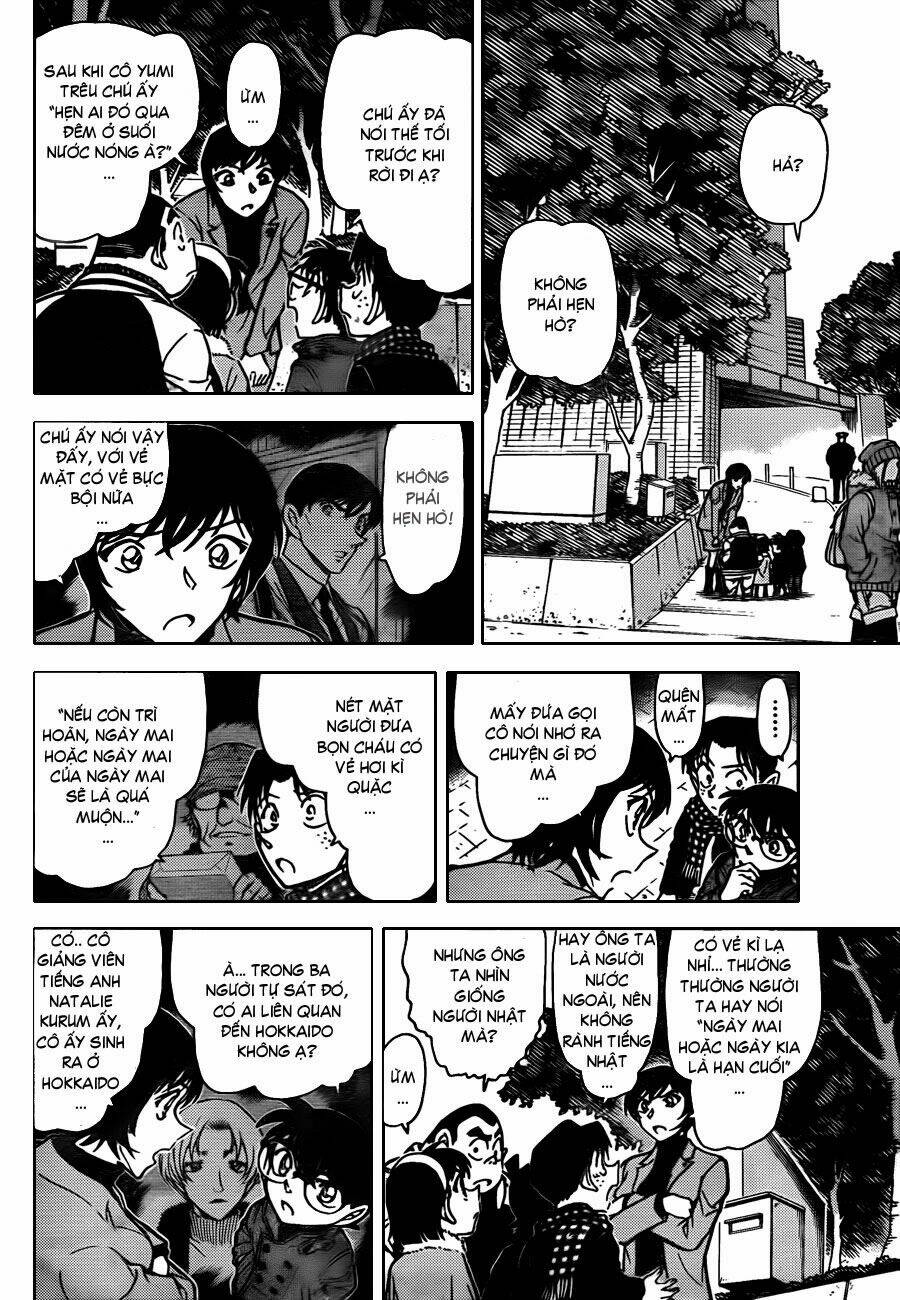 HẢ?
KHÔNG
PHẢI HẸN
HÒ?
CHÚ ẤY ĐÃ
NÓI THẾ TỐI
TRƯỚC KHI
RỜI ĐI Ạ?
ỪM
...
SAU KHI CÔ YUMI
TRÊU CHÚ ẤY
"HẸN AI ĐÓ QUA
ĐÊM Ở SUỐI
NƯỚC NÓNG À?"
...
KHÔNG
PHẢI
HẸN HÒ!
CHÚ ẤY NÓI VẬY
ĐẤY, VỚI VẺ
MẶT CÓ VẺ BỰC
BỘI NỮA
...
......
QUÊN
MẤT
...
MẤY ĐỨA GỌI
CÔ NÓI NHỚ RA
CHUYỆN GÌ ĐÓ
MÀ
...
NÉT MẶT
NGƯỜI ĐƯA
BỌN CHÁU CÓ
VẺ HƠI KÌ
QUẶC
...
"NẾU CÒN TRÌ
HOÃN, NGÀY MAI
HOẶC NGÀY MAI
CỦA NGÀY MAI
SẼ LÀ QUÁ
MUỘN..."
CÓ VẺ KÌ LẠ
NHỈ... THƯỜNG
THƯỜNG NGƯỜI
TA HAY NÓI
"NGÀY MAI
HOẶC NGÀY KIA
LÀ HẠN CUỐI"
...
HAY ÔNG TA
LÀ NGƯỜI
NƯỚC
NGOÀI, NÊN
KHÔNG
RÀNH TIẾNG
NHẬT
...
NHƯNG ÔNG
TA NHÌN
GIỐNG
NGƯỜI NHẬT
MÀ?
ỪM
...
À... TRONG BA
NGƯỜI TỰ SÁT ĐÓ,
CÓ AI LIÊN QUAN
ĐẾN HOKKAIDO
KHÔNG Ạ?
CÓ.. CÔ
GIẢNG VIÊN
TIẾNG ANH
NATALIE
KURUM ẤY,
CÔ ẤY SINH
RA Ở
HOKKAIDO
...